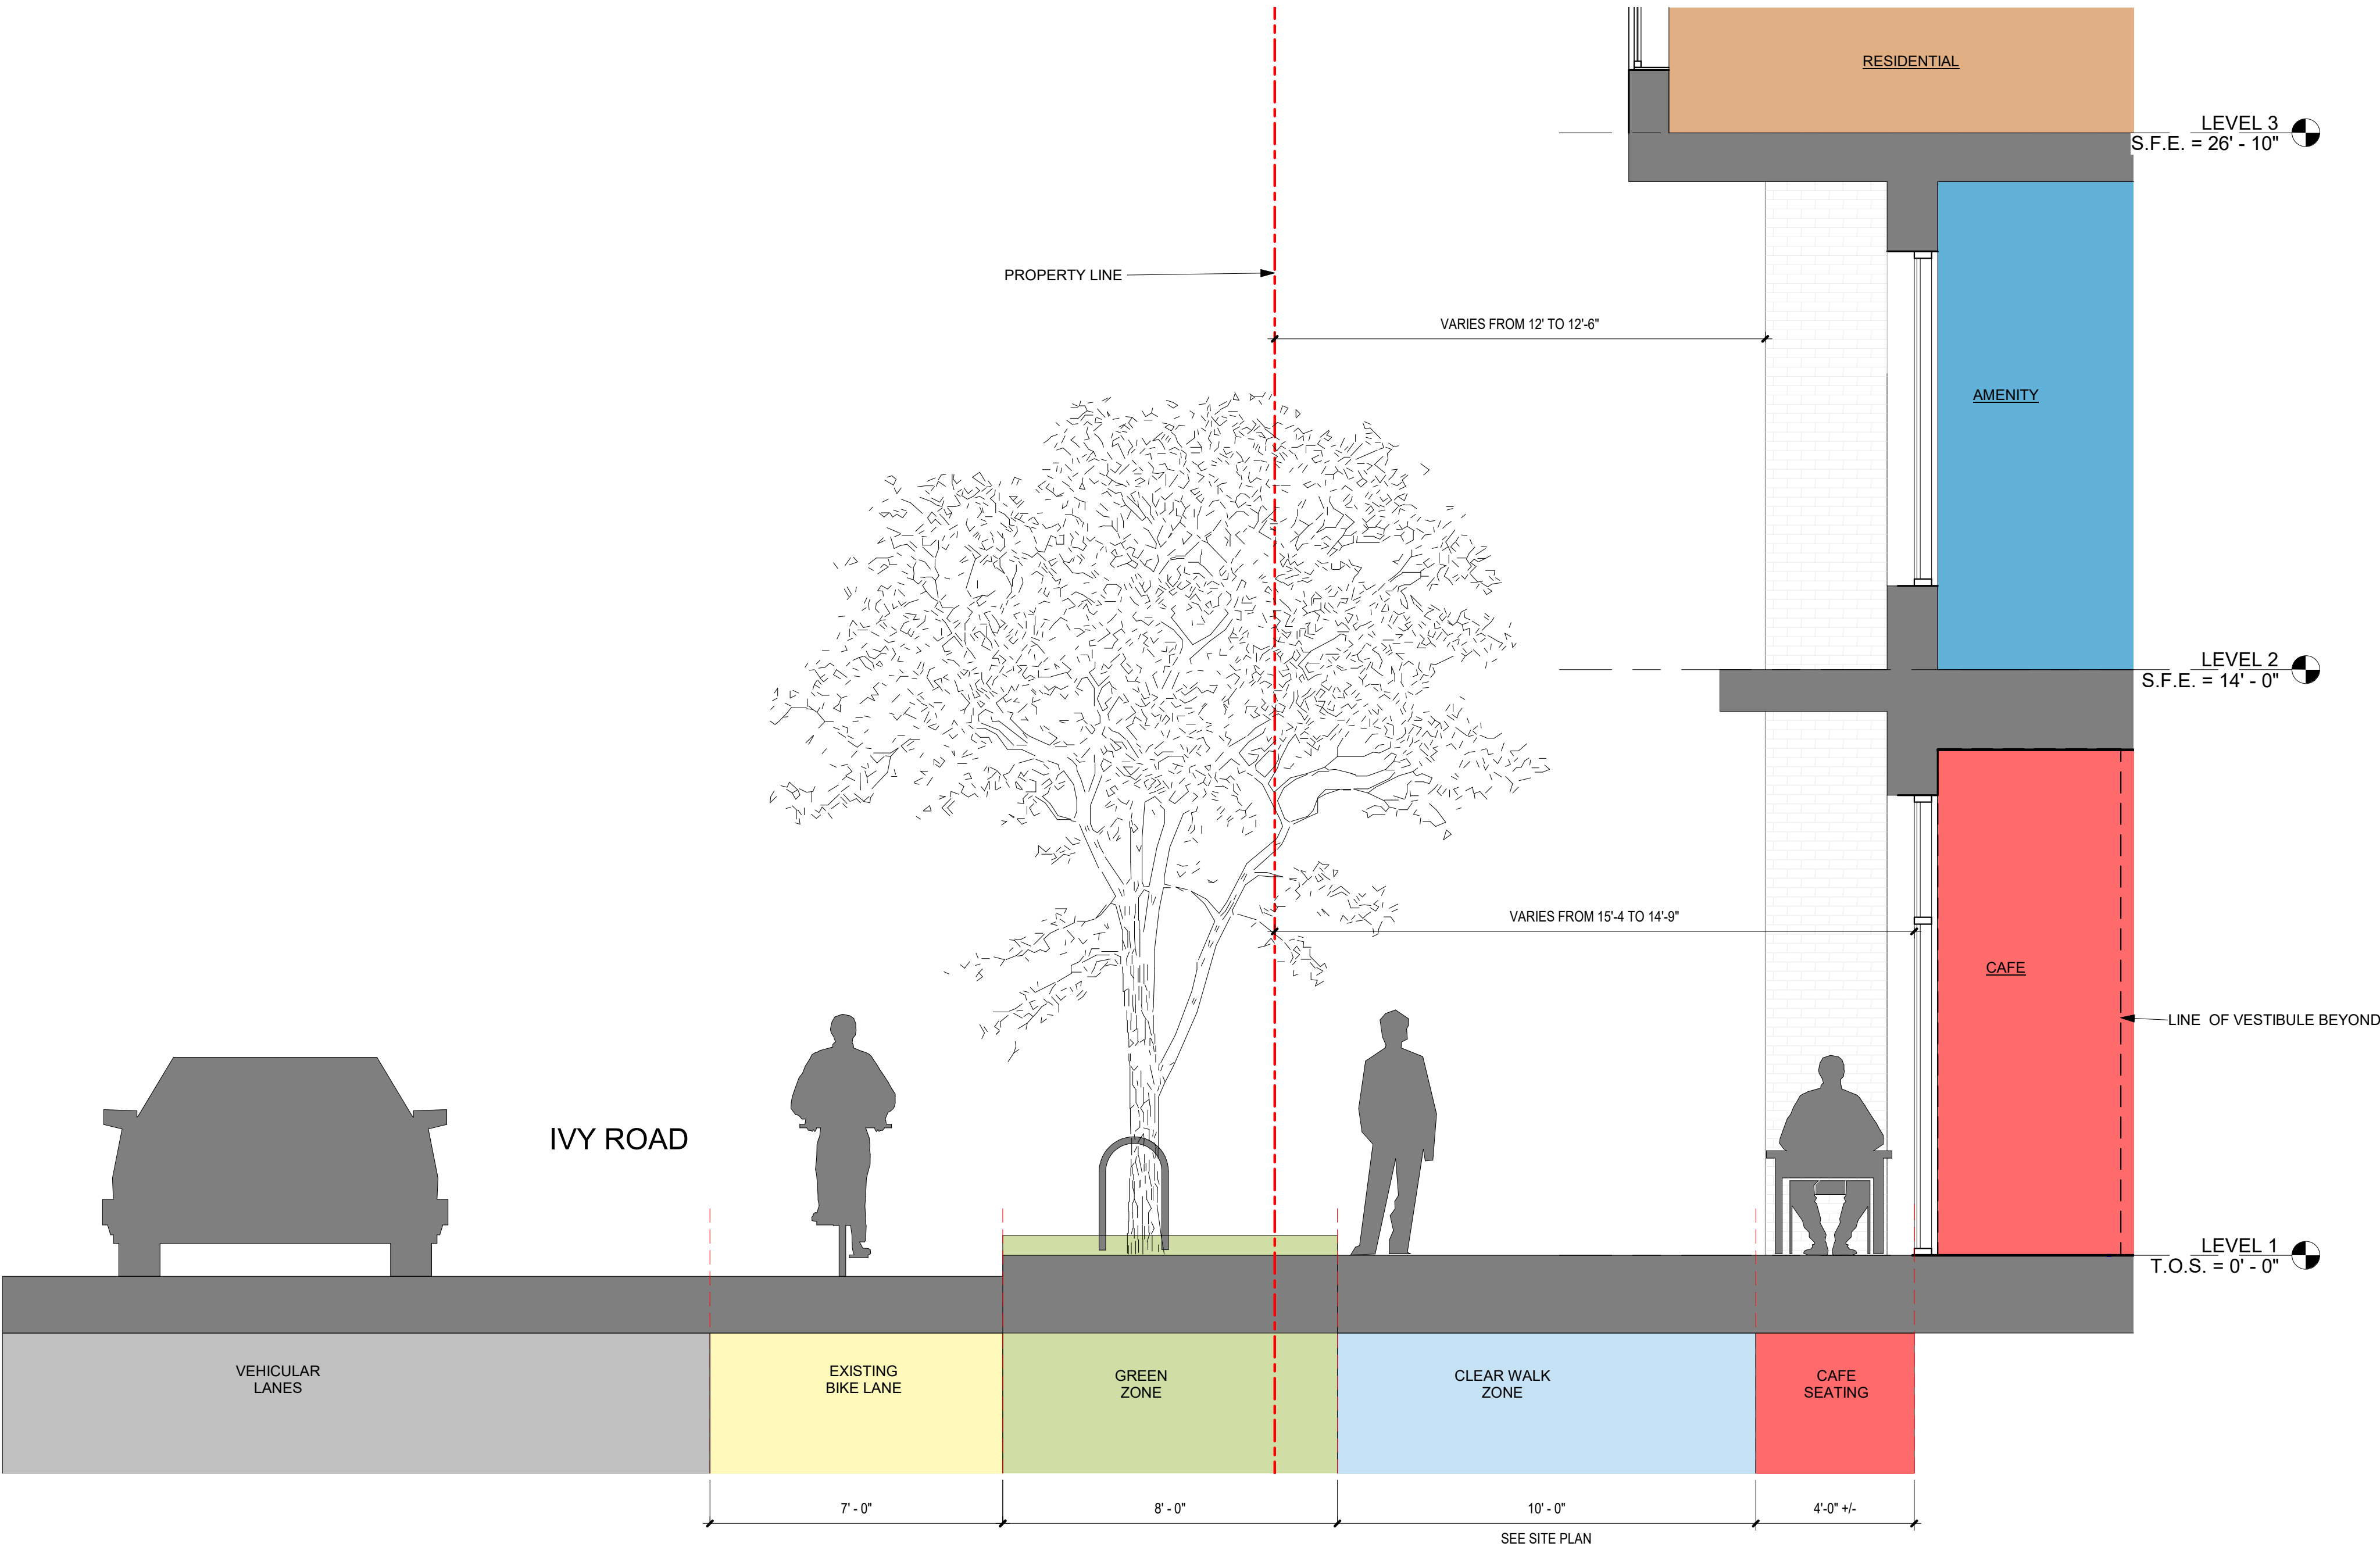 RESIDENTIAL
LEVEL 3
S.F.E. = 26' - 10"
PROPERTY LINE
VARIES FROM 12' TO 12'-6"
AMENITY
LEVEL 2
S.F.E. = 14' - 0"
VARIES FROM 15'-4 TO 14'-9"
CAFE
LINE OF VESTIBULE BEYOND
IVY ROAD
LEVEL 1
T.O.S. = 0' - 0"
VEHICULAR
LANES
EXISTING
BIKE LANE
GREEN
ZONE
CLEAR WALK
ZONE
CAFE
SEATING
7' - 0"
8' - 0"
10' - 0"
4'-0" +/-
SEE SITE PLAN